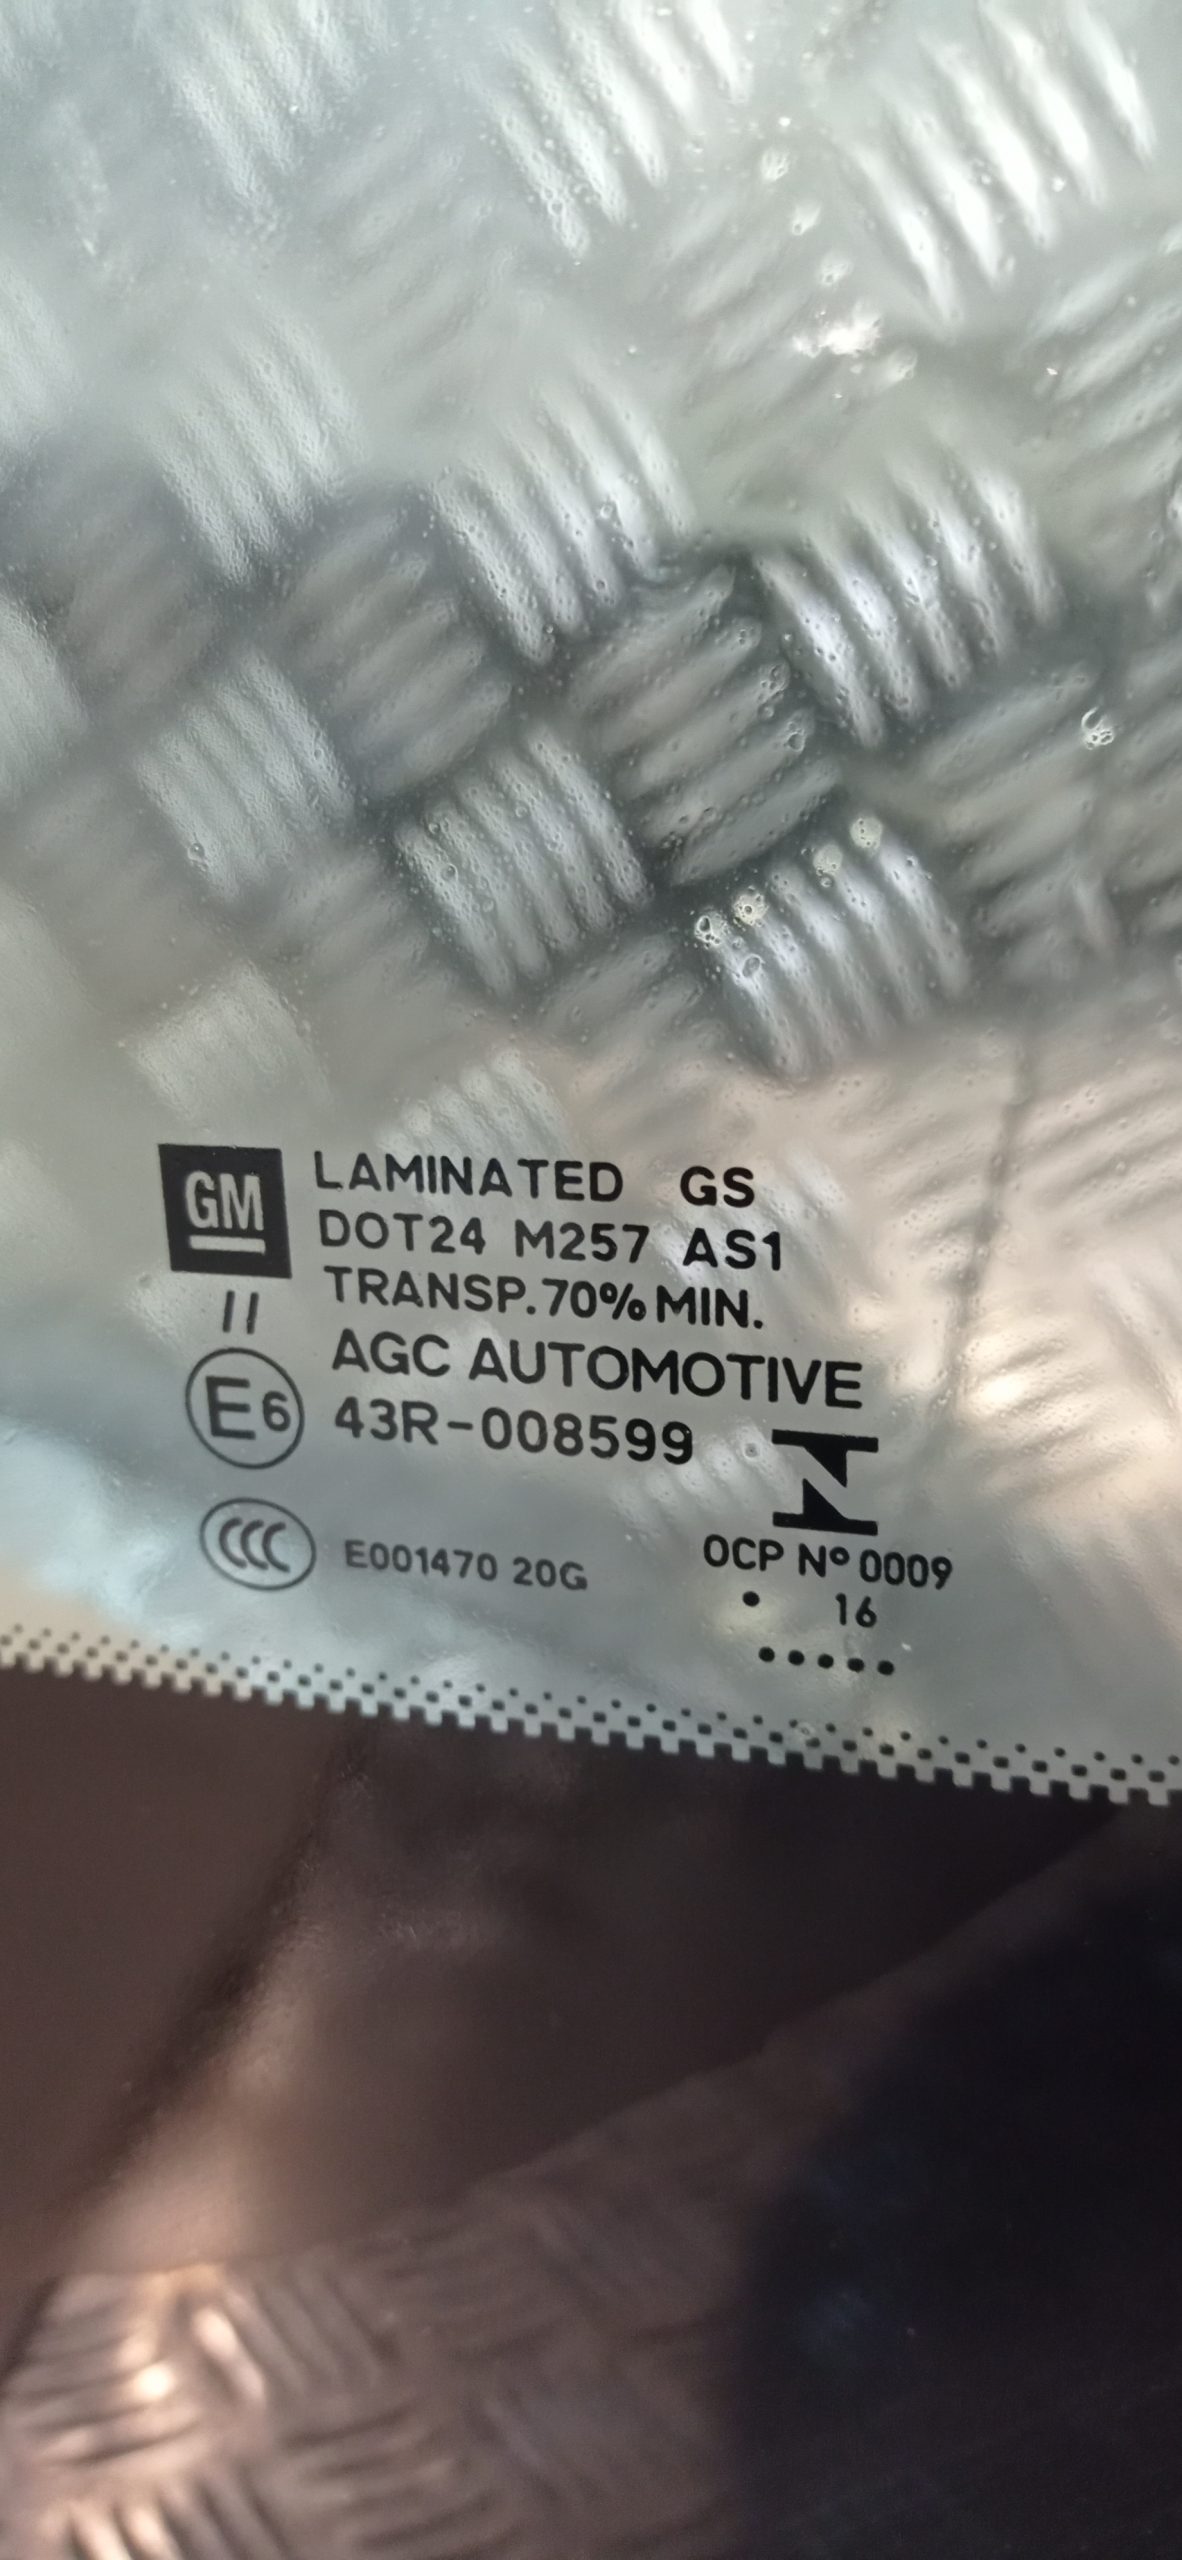 GM
LAMINATED GS
DOT24 M257 AS1
TRANSP.70% MIN.
II
AGC AUTOMOTIVE
E6 43R-008599
CCC E001470 20G
OCP Nº 0009
16